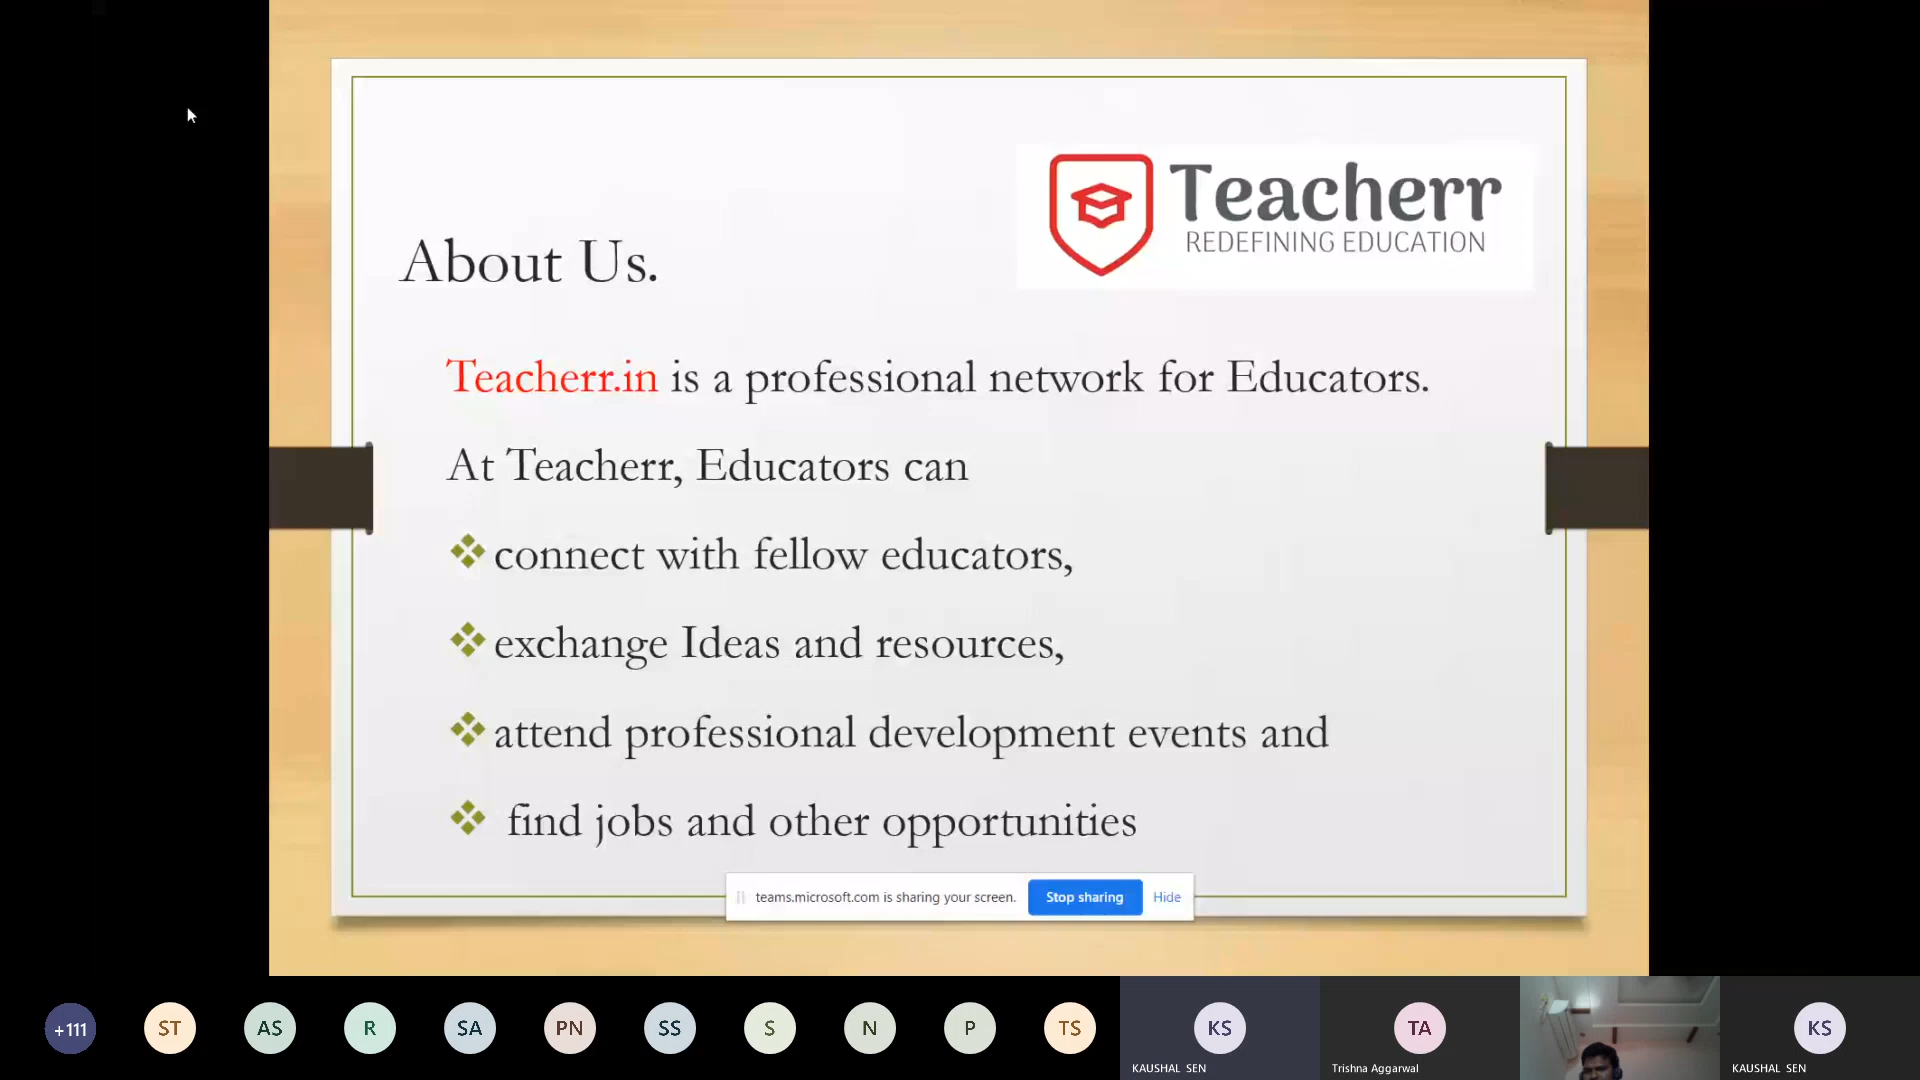 Teacherr
REDEFINING EDUCATION
About Us.
Teacherr.in is a professional network for Educators.
At Teacherr, Educators can
connect with fellow educators,
exchange Ideas and resources,
attend professional development events and
find jobs and other opportunities
teams.microsoft.com is sharing your screen. Stop sharing Hide
+111 ST AS R SA PN SS S N P TS KS TA KS
KAUSHAL SEN Trishna Aggarwal KAUSHAL SEN